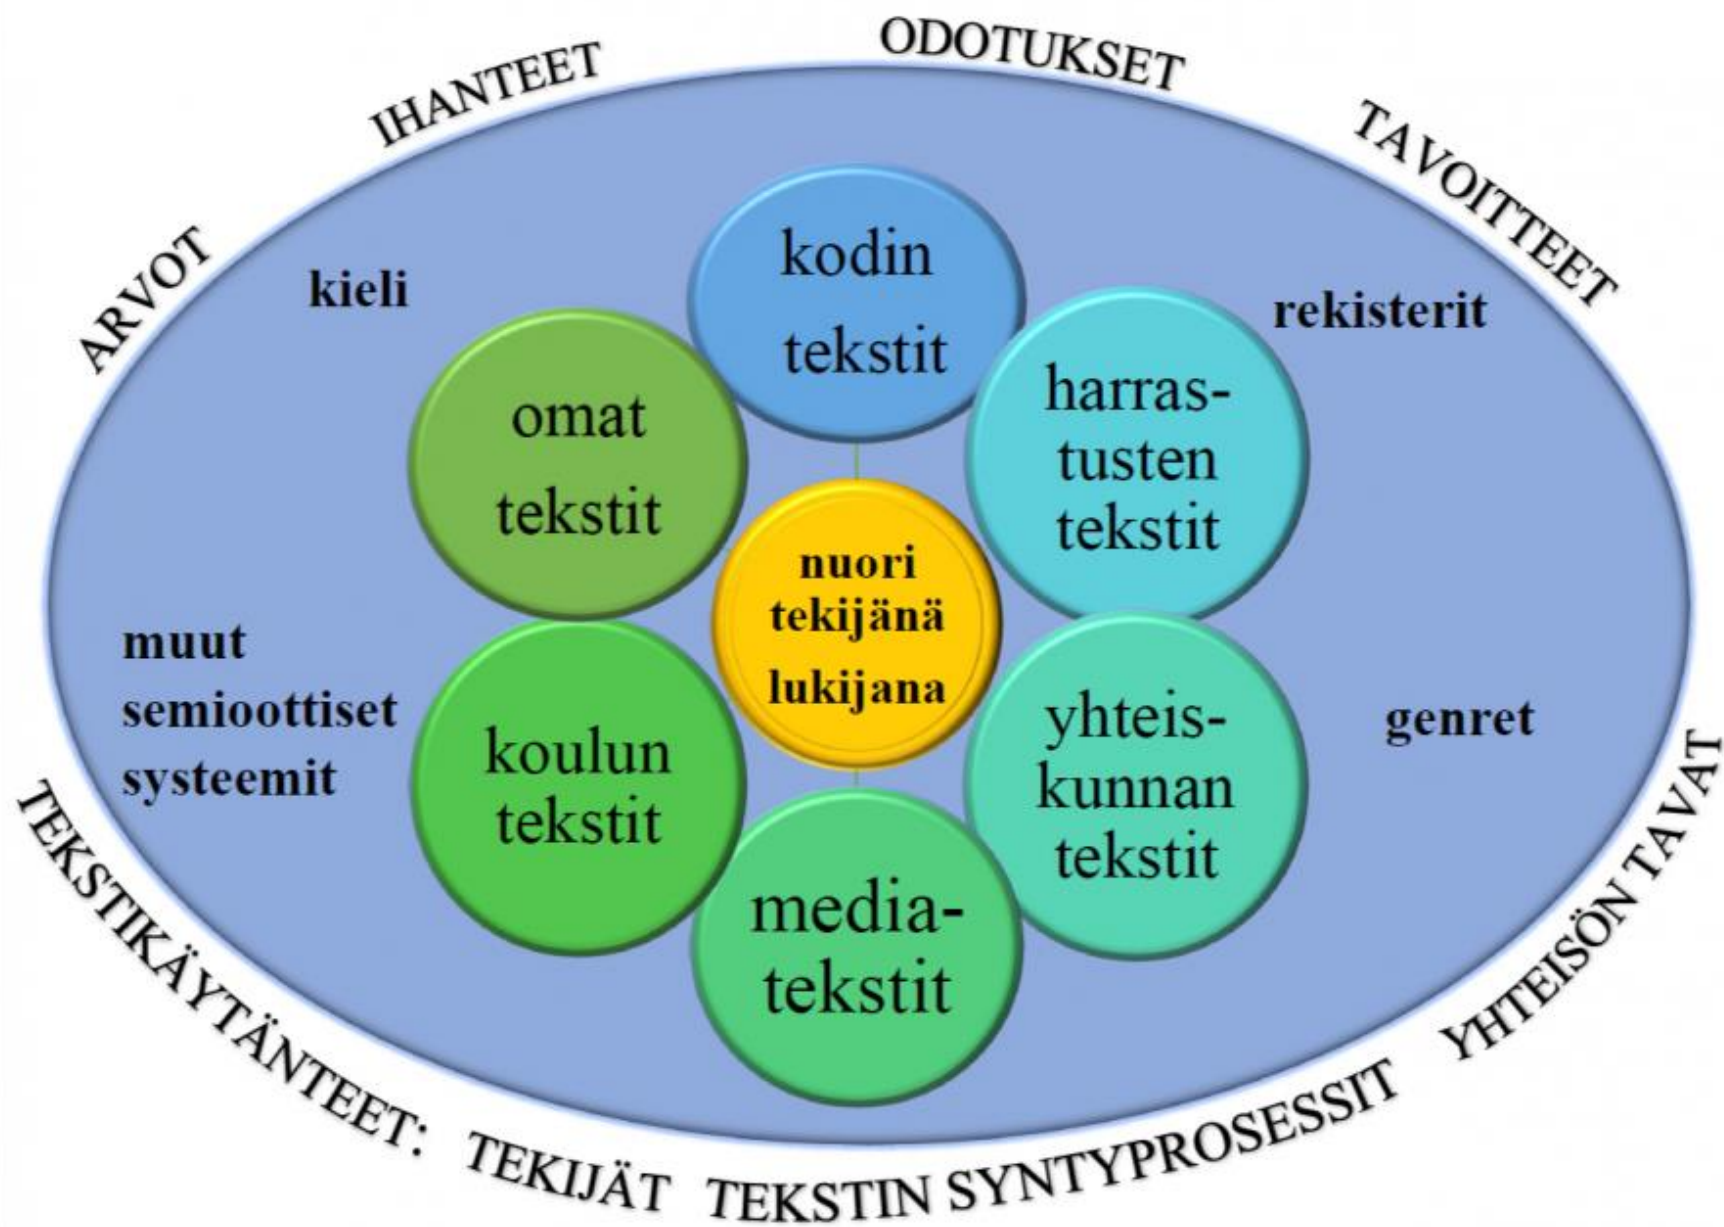 ARVOT
IHANTEET
ODOTUKSET
TAVOITTEET
kieli
rekisterit
kodin
tekstit
omat
tekstit
harras-
tusten
tekstit
nuori
tekijänä
lukijana
muut
semioottiset
systeemit
koulun
tekstit
yhteis-
kunnan
tekstit
genret
media-
tekstit
TEKSTIKÄYTÄNTEET:
TEKIJÄT
TEKSTIN SYNTYPROSESSIT
YHTEISÖN TAVAT